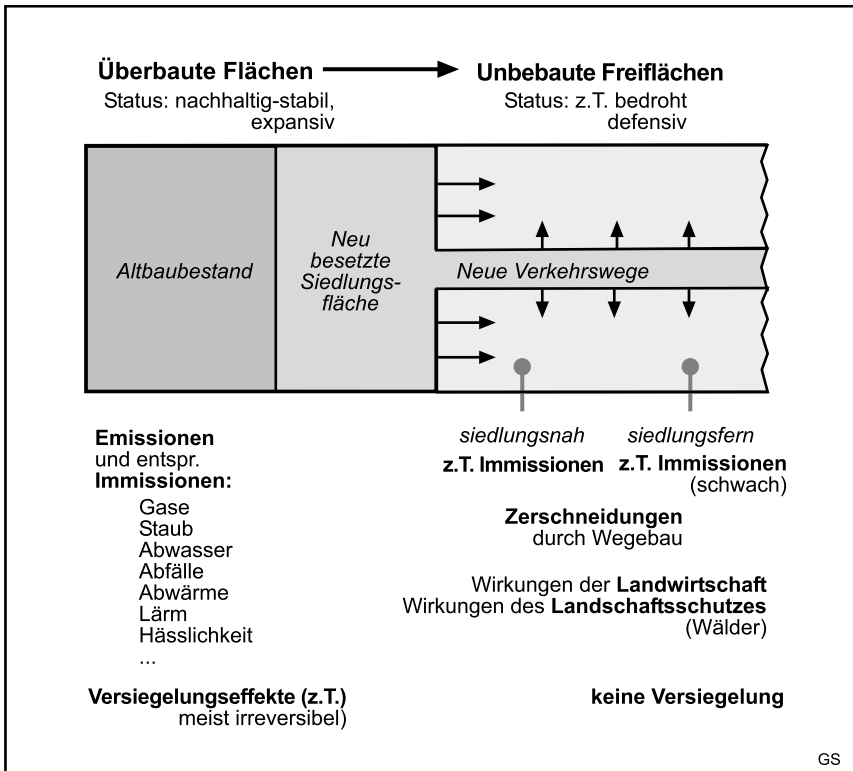 Überbaute Flächen
Unbebaute Freiflächen
Status: nachhaltig-stabil,
expansiv
Status: z.T. bedroht
defensiv
Altbaubestand
Neu
besetzte
Siedlungs-
fläche
Neue Verkehrswege
Emissionen
und entspr.
Immissionen:
Gase
Staub
Abwasser
Abfälle
Abwärme
Lärm
Hässlichkeit
...
siedlungsnah
z.T. Immissionen
siedlungsfern
z.T. Immissionen
(schwach)
Zerschneidungen
durch Wegebau
Wirkungen der Landwirtschaft
Wirkungen des Landschaftsschutzes
(Wälder)
Versiegelungseffekte (z.T.)
meist irreversibel)
keine Versiegelung
GS